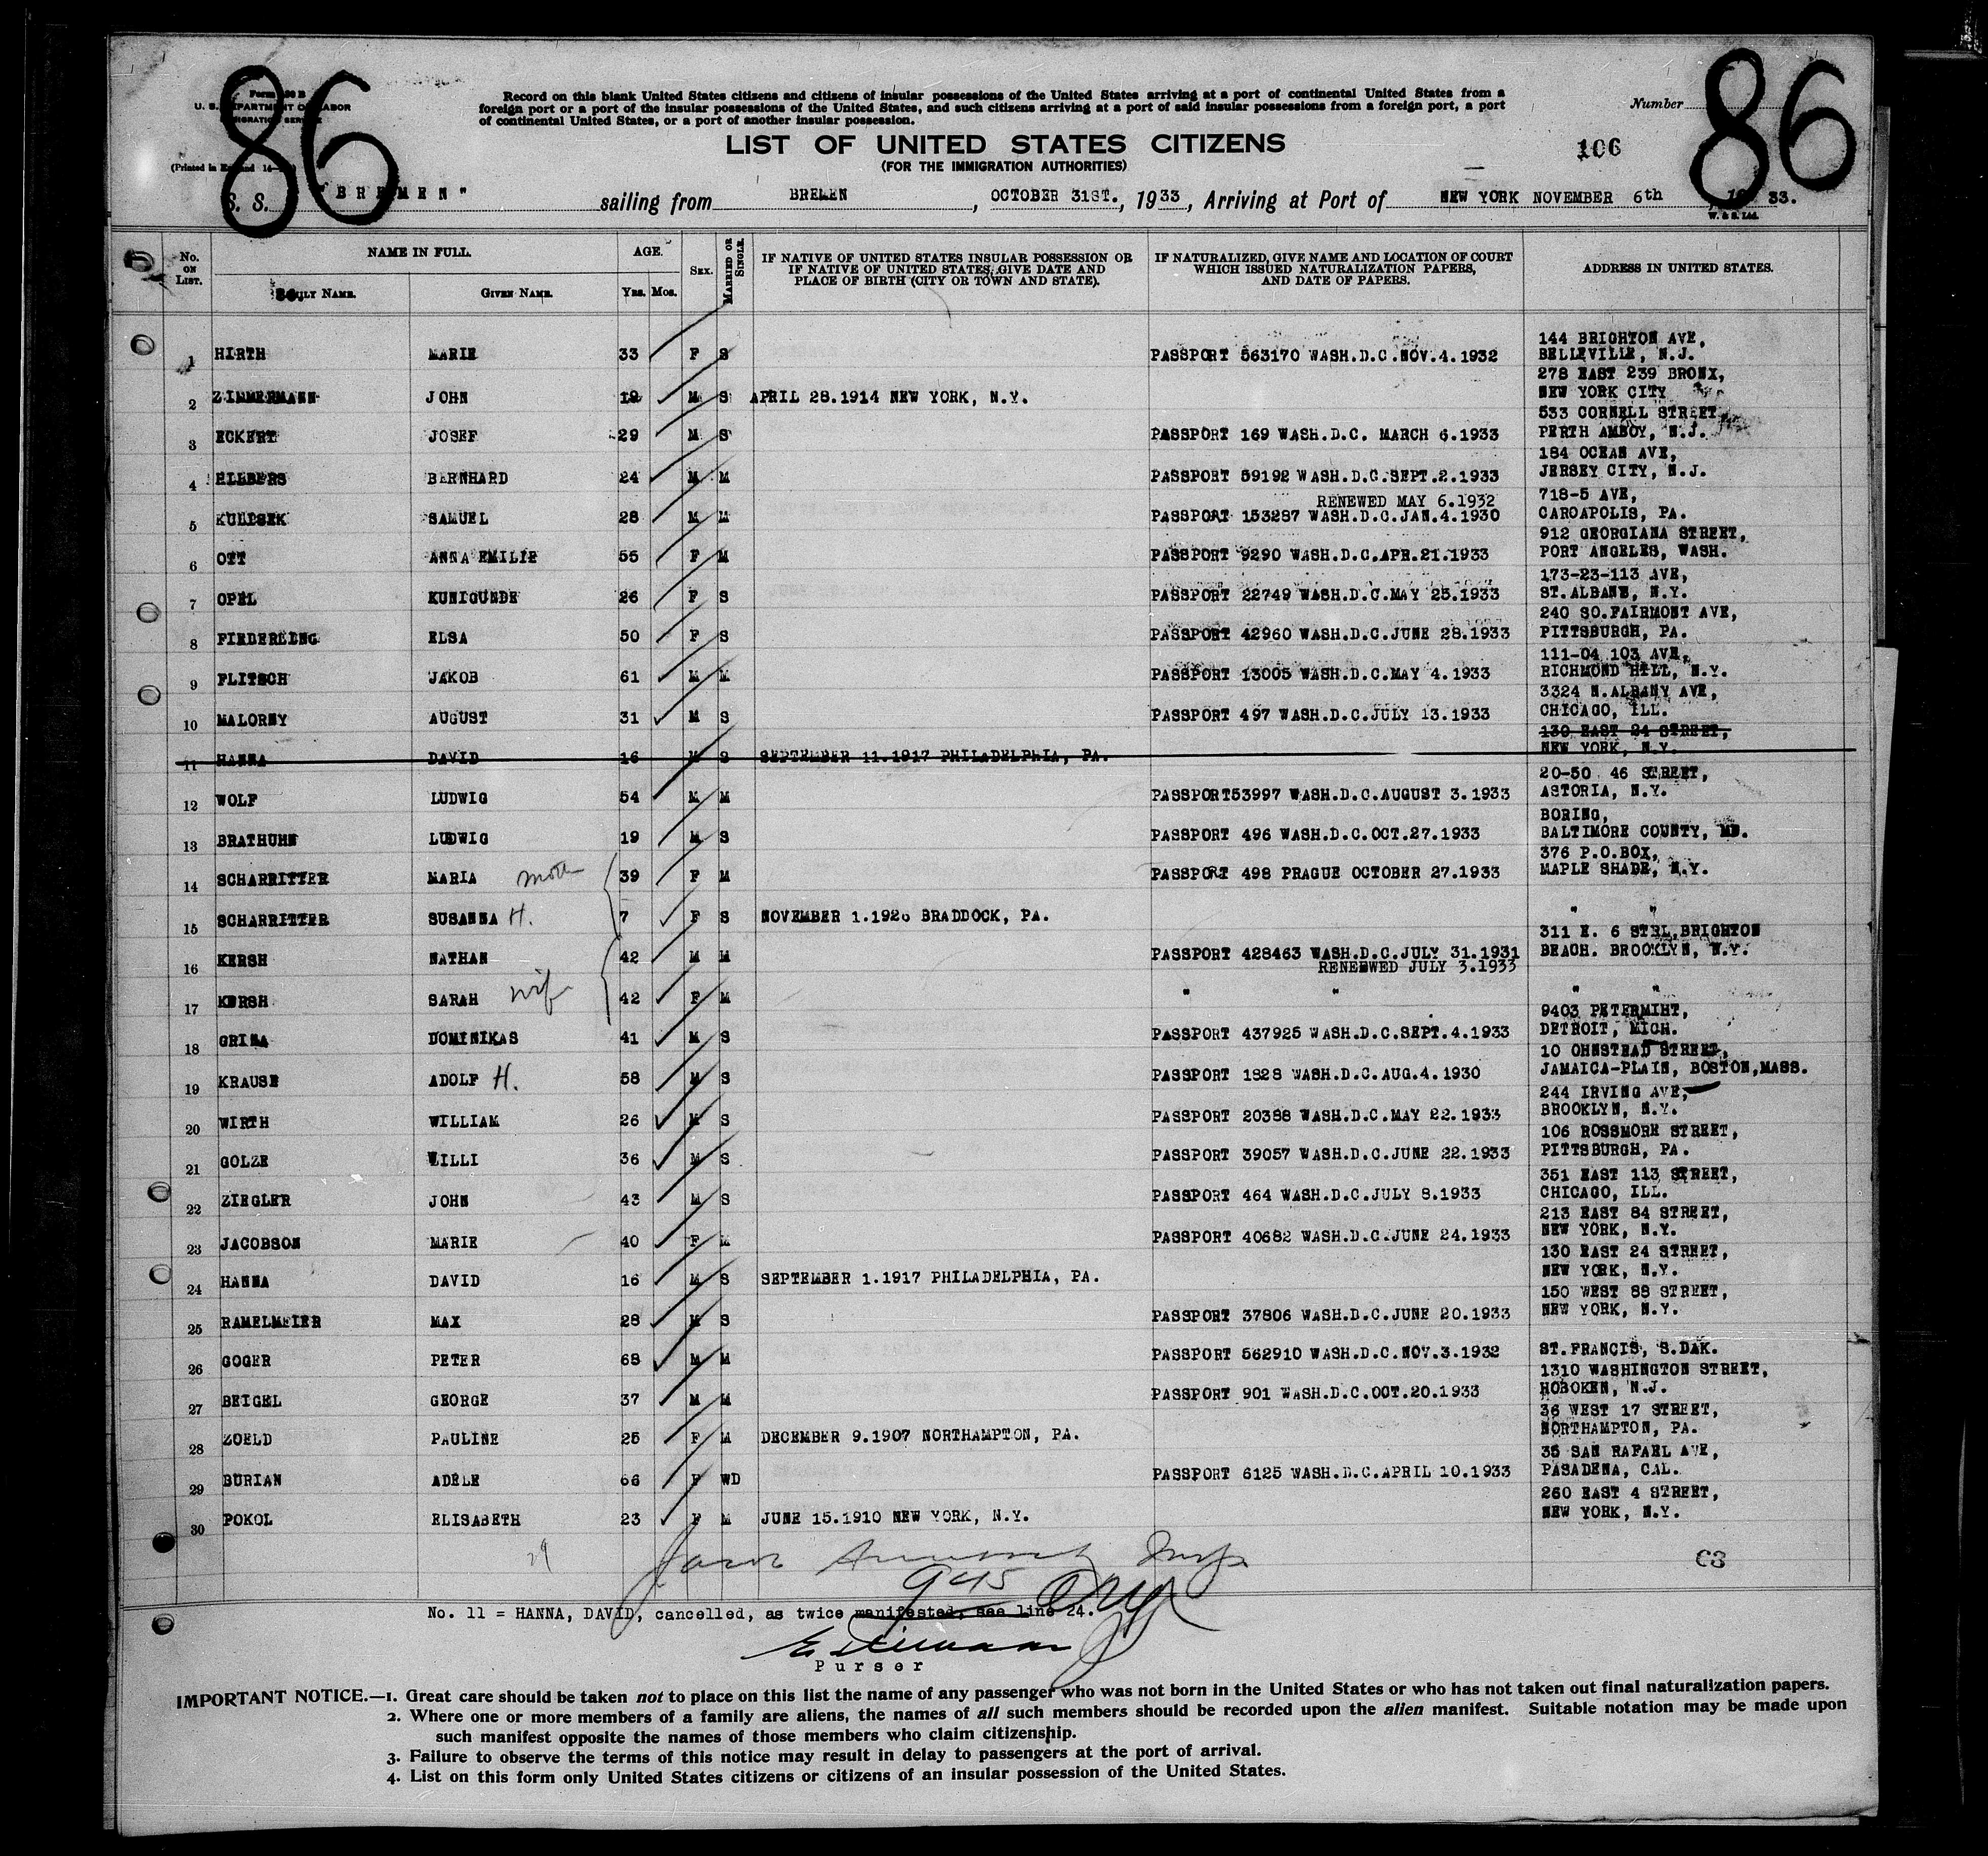 86
86
Form 
U. S. DEPARTMENT OF LABOR
IMMIGRATION SERVICE
(Printed in England 14—
Record on this blank United States citizens and citizens of insular possessions of the United States arriving at a port of continental United States from a
foreign port or a port of the insular possessions of the United States, and such citizens arriving at a port of said insular possessions from a foreign port, a port
of continental United States, or a port of another insular possession.
Number
LIST OF UNITED STATES CITIZENS
(FOR THE IMMIGRATION AUTHORITIES)
106
S. S. "BREMEN" sailing from BREMEN, OCTOBER 31ST., 1933, Arriving at Port of NEW YORK NOVEMBER 6th 1933.
W. & S. Ltd.
No. ON LIST. NAME IN FULL. AGE. SEX. MARRIED OR SINGLE. IF NATIVE OF UNITED STATES INSULAR POSSESSION OR IF NATIVE OF UNITED STATES, GIVE DATE AND PLACE OF BIRTH (CITY OR TOWN AND STATE). IF NATURALIZED, GIVE NAME AND LOCATION OF COURT WHICH ISSUED NATURALIZATION PAPERS, AND DATE OF PAPERS. ADDRESS IN UNITED STATES.
FAMILY NAME. GIVEN NAME. YRS. MOS.
144 BRIGHTON AVE,
1 HIRTH MARIE 33 F S PASSPORT 563170 WASH.D.C.NOV.4.1932 BELLEVILLE, N.J.
278 EAST 239 BRONX,
2 ZIMMERMANN JOHN 19 M S APRIL 28.1914 NEW YORK, N.Y. NEW YORK CITY
533 CORNELL STREET,
3 ECKERT JOSEF 29 M S PASSPORT 169 WASH.D.C. MARCH 6.1933 PERTH AMBOY, N.J.
184 OCEAN AVE,
4 HILBERS BERNHARD 24 M M PASSPORT 59192 WASH.D.C.SEPT.2.1933 JERSEY CITY, N.J.
RENEWED MAY 6.1932 718-5 AVE,
5 SAMUEL 28 M M PASSPORT 153287 WASH.D.C.JAN.4.1930 CAROAPOLIS, PA.
912 GEORGIANA STREET,
6 OTT ANNA EMILIE 55 F M PASSPORT 9290 WASH.D.C.APR.21.1933 PORT ANGELES, WASH.
173-23-113 AVE,
7 OPEL KUNIGUNDE 26 F S PASSPORT 22749 WASH.D.C.MAY 25.1933 ST.ALBANS, N.Y.
240 SO.FAIRMONT AVE,
8 FIEDERLING ELSA 50 F S PASSPORT 42960 WASH.D.C.JUNE 28.1933 PITTSBURGH, PA.
111-04 103 AVE,
9 FLITSCH JAKOB 61 M M PASSPORT 13005 WASH.D.C.MAY 4.1933 RICHMOND HILL, N.Y.
3324 N.ALBANY AVE,
10 MALORNY AUGUST 31 M S PASSPORT 497 WASH.D.C.JULY 13.1933 CHICAGO, ILL.
130 EAST 24 STREET,
11 HANNA DAVID 16 M S SEPTEMBER 11.1917 PHILADELPHIA, PA. NEW YORK, N.Y.
20-50 46 STREET,
12 WOLF LUDWIG 54 M M PASSPORT53997 WASH.D.C.AUGUST 3.1933 ASTORIA, N.Y.
BORING,
13 BRATHUHN LUDWIG 19 M S PASSPORT 496 WASH.D.C.OCT.27.1933 BALTIMORE COUNTY, MD.
376 P.O.BOX,
14 SCHARRITTER MARIA moth 39 F M PASSPORT 498 PRAGUE OCTOBER 27.1933 MAPLE SHADE, N.Y.
15 SCHARRITTER SUSANNA H. 7 F S NOVEMBER 1.1926 BRADDOCK, PA. " "
311 E. 6 STRL,BRIGHTON
16 KERSH NATHAN 42 M M PASSPORT 428463 WASH.D.C.JULY 31.1931 BEACH. BROOKLYN, N.Y.
RENEWED JULY 3.1933
17 KERSH SARAH wife 42 F M " " " "
9403 PETERMIHT,
18 GRINA DOMINIKAS 41 M S PASSPORT 437925 WASH.D.C.SEPT.4.1933 DETROIT, MICH.
10 OHNSTEAD STREET,
19 KRAUSE ADOLF H. 58 M S PASSPORT 1828 WASH.D.C.AUG.4.1930 JAMAICA-PLAIN, BOSTON,MASS.
244 IRVING AVE,
20 WIRTH WILLIAM 26 M S PASSPORT 20388 WASH.D.C.MAY 22.1933 BROOKLYN, N.Y.
106 ROSSMORE STREET,
21 GOLZE WILLI 36 M S PASSPORT 39057 WASH.D.C.JUNE 22.1933 PITTSBURGH, PA.
351 EAST 113 STREET,
22 ZIEGLER JOHN 43 M S PASSPORT 464 WASH.D.C.JULY 8.1933 CHICAGO, ILL.
213 EAST 84 STREET,
23 JACOBSON MARIE 40 F M PASSPORT 40682 WASH.D.C.JUNE 24.1933 NEW YORK, N.Y.
130 EAST 24 STREET,
24 HANNA DAVID 16 M S SEPTEMBER 1.1917 PHILADELPHIA, PA. NEW YORK, N.Y.
150 WEST 88 STREET,
25 RAMELMEIER MAX 28 M S PASSPORT 37806 WASH.D.C.JUNE 20.1933 NEW YORK, N.Y.
26 GOGER PETER 68 M M PASSPORT 562910 WASH.D.C.NOV.3.1932 ST.FRANCIS, S.DAK.
1310 WASHINGTON STREET,
27 BEIGEL GEORGE 37 M M PASSPORT 901 WASH.D.C.OCT.20.1933 HOBOKEN, N.J.
36 WEST 17 STREET,
28 ZOELD PAULINE 25 F M DECEMBER 9.1907 NORTHAMPTON, PA. NORTHAMPTON, PA.
35 SAN RAFAEL AVE,
29 BURIAN ADELE 66 F WD PASSPORT 6125 WASH.D.C.APRIL 10.1933 PASADENA, CAL.
260 EAST 4 STREET,
30 POKOL ELISABETH 23 F M JUNE 15.1910 NEW YORK, N.Y. NEW YORK, N.Y.
29
63
945
No. 11 = HANNA, DAVID, cancelled, as twice manifested, see line 24.
Purser
IMPORTANT NOTICE.—1. Great care should be taken not to place on this list the name of any passenger who was not born in the United States or who has not taken out final naturalization papers.
2. Where one or more members of a family are aliens, the names of all such members should be recorded upon the alien manifest. Suitable notation may be made upon
such manifest opposite the names of those members who claim citizenship.
3. Failure to observe the terms of this notice may result in delay to passengers at the port of arrival.
4. List on this form only United States citizens or citizens of an insular possession of the United States.